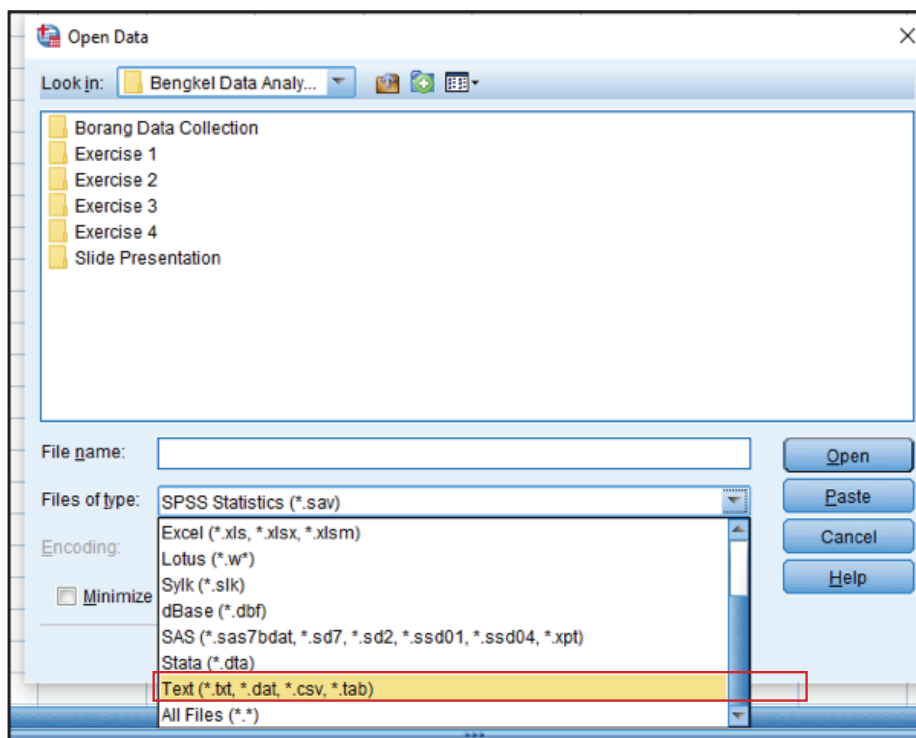 Open Data
Look in: Bengkel Data Analy...
Borang Data Collection
Exercise 1
Exercise 2
Exercise 3
Exercise 4
Slide Presentation
File name:
Open
Files of type: SPSS Statistics (*.sav)
Paste
Excel (*.xls, *.xlsx, *.xlsm)
Encoding:
Cancel
Lotus (*.w*)
Sylk (*.slk)
Help
Minimize
dBase (*.dbf)
SAS (*.sas7bdat, *.sd7, *.sd2, *.ssd01, *.ssd04, *.xpt)
Stata (*.dta)
Text (*.txt, *.dat, *.csv, *.tab)
All Files (*.*)